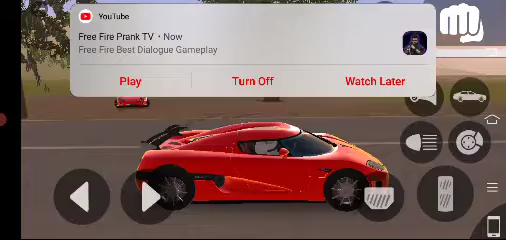 YouTube
Free Fire Prank TV • Now
Free Fire Best Dialogue Gameplay
Play
Turn Off
Watch Later